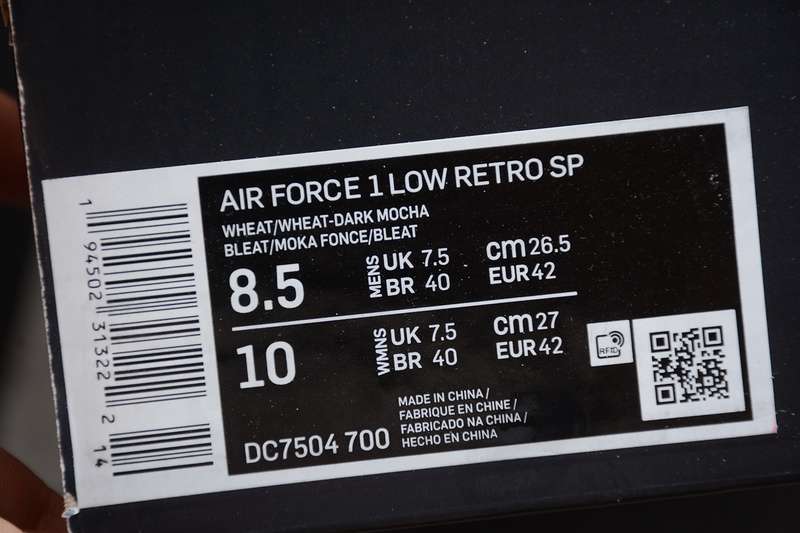 AIR FORCE 1 LOW RETRO SP
WHEAT/WHEAT-DARK MOCHA
BLEAT/MOKA FONCE/BLEAT
8.5
MENS
UK 7.5
BR 40
cm 26.5
EUR 42
10
WMNS
UK 7.5
BR 40
cm 27
EUR 42
RFID
DC7504 700
MADE IN CHINA /
FABRIQUE EN CHINE /
FABRICADO NA CHINA /
HECHO EN CHINA
1 94502 31322 2 14